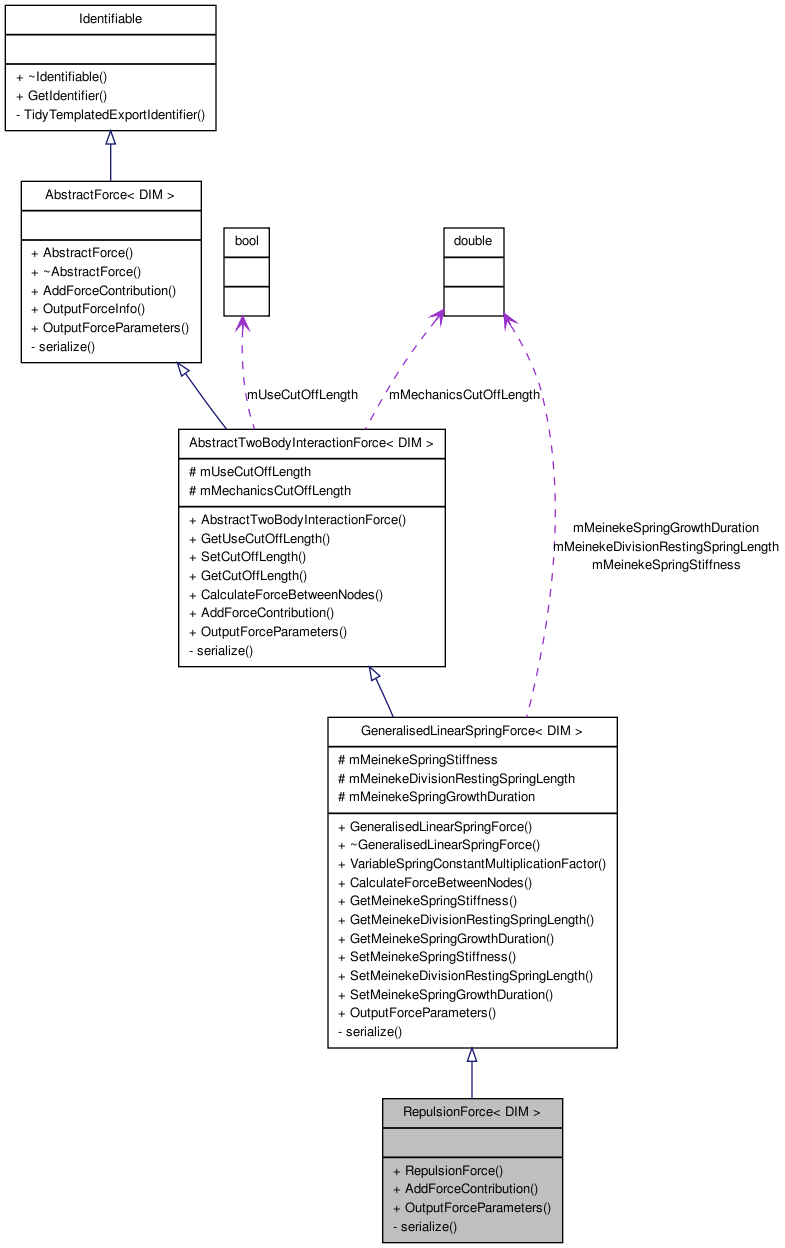 Identifiable
+ ~Identifiable()
+ GetIdentifier()
- TidyTemplatedExportIdentifier()
AbstractForce< DIM >
+ AbstractForce()
+ ~AbstractForce()
+ AddForceContribution()
+ OutputForceInfo()
+ OutputForceParameters()
- serialize()
bool
double
mUseCutOffLength
mMechanicsCutOffLength
AbstractTwoBodyInteractionForce< DIM >
# mUseCutOffLength
# mMechanicsCutOffLength
+ AbstractTwoBodyInteractionForce()
+ GetUseCutOffLength()
+ SetCutOffLength()
+ GetCutOffLength()
+ CalculateForceBetweenNodes()
+ AddForceContribution()
+ OutputForceParameters()
- serialize()
mMeinekeSpringGrowthDuration
mMeinekeDivisionRestingSpringLength
mMeinekeSpringStiffness
GeneralisedLinearSpringForce< DIM >
# mMeinekeSpringStiffness
# mMeinekeDivisionRestingSpringLength
# mMeinekeSpringGrowthDuration
+ GeneralisedLinearSpringForce()
+ ~GeneralisedLinearSpringForce()
+ VariableSpringConstantMultiplicationFactor()
+ CalculateForceBetweenNodes()
+ GetMeinekeSpringStiffness()
+ GetMeinekeDivisionRestingSpringLength()
+ GetMeinekeSpringGrowthDuration()
+ SetMeinekeSpringStiffness()
+ SetMeinekeDivisionRestingSpringLength()
+ SetMeinekeSpringGrowthDuration()
+ OutputForceParameters()
- serialize()
RepulsionForce< DIM >
+ RepulsionForce()
+ AddForceContribution()
+ OutputForceParameters()
- serialize()